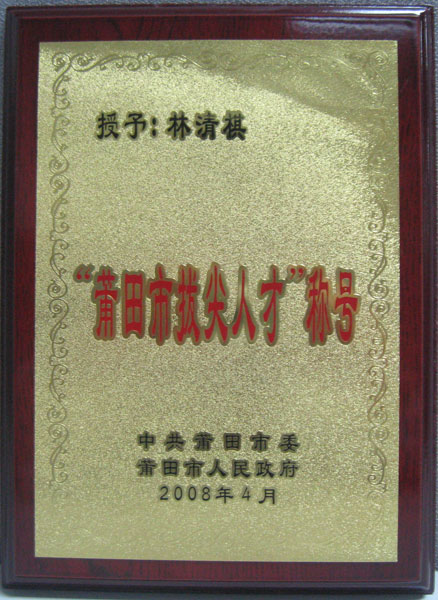 授予:林清棋
“莆田市拔尖人才”称号
中共莆田市委
莆田市人民政府
2008年4月